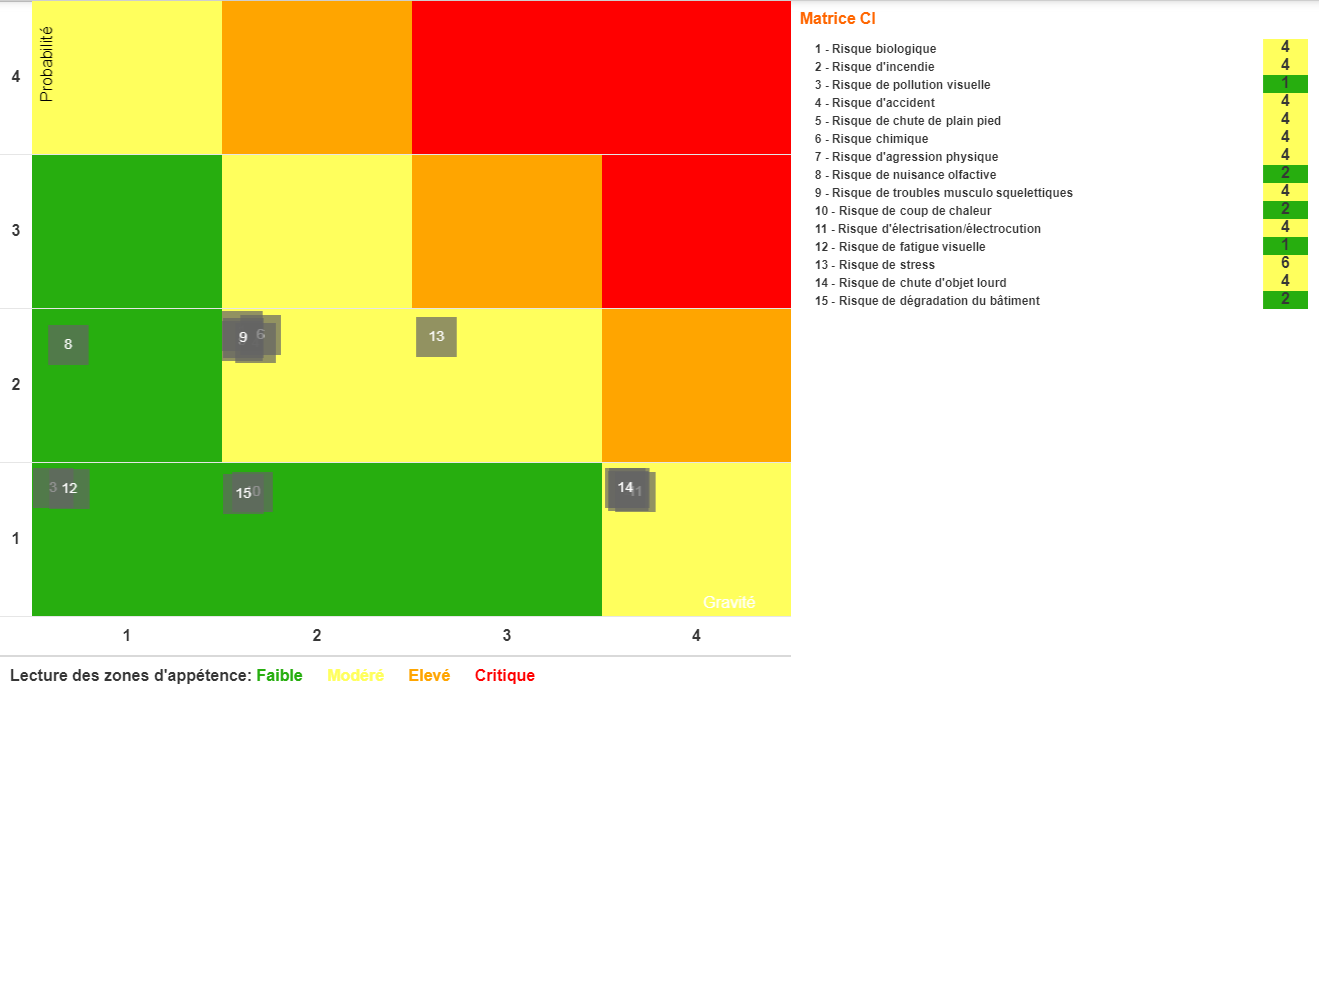 Matrice CI
1 - Risque biologique 4
2 - Risque d'incendie 4
3 - Risque de pollution visuelle 1
4 - Risque d'accident 4
5 - Risque de chute de plain pied 4
6 - Risque chimique 4
7 - Risque d'agression physique 4
8 - Risque de nuisance olfactive 2
9 - Risque de troubles musculo squelettiques 4
10 - Risque de coup de chaleur 2
11 - Risque d'électrisation/électrocution 4
12 - Risque de fatigue visuelle 1
13 - Risque de stress 6
14 - Risque de chute d'objet lourd 4
15 - Risque de dégradation du bâtiment 2
Probabilité
4
3
8
9 6
13
2
3 12
15
14
1
Gravité
1 2 3 4
Lecture des zones d'appétence: Faible Modéré Elevé Critique